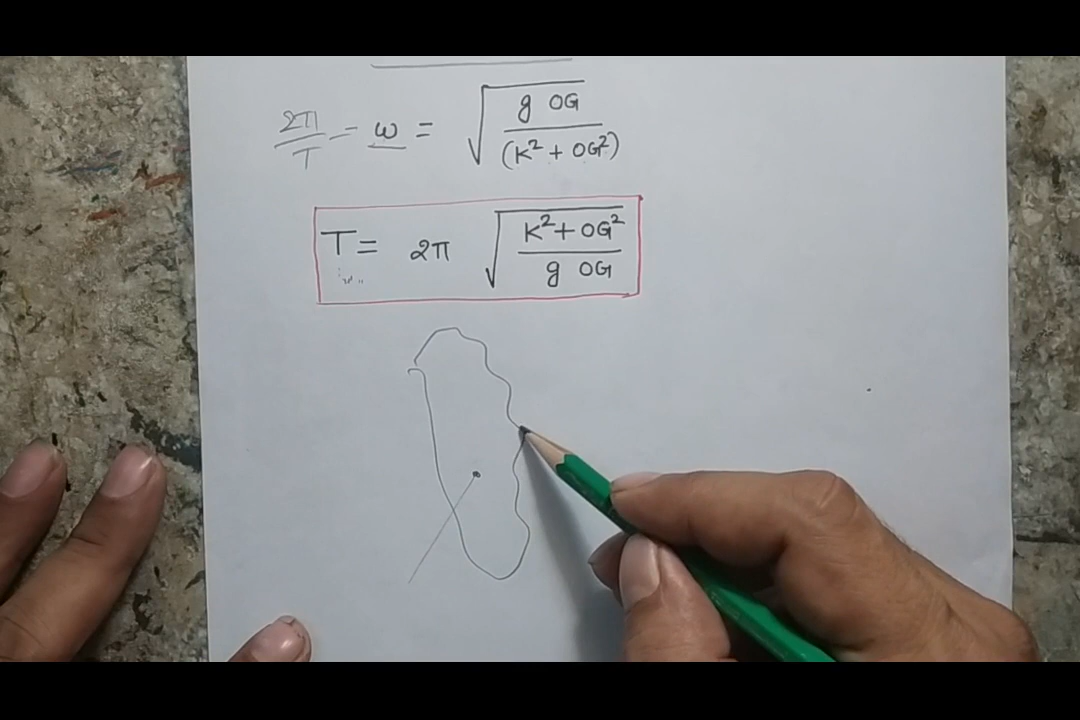 2π/T = ω = √(g OG/(K² + OG²))
T = 2π √((K² + OG²)/(g OG))